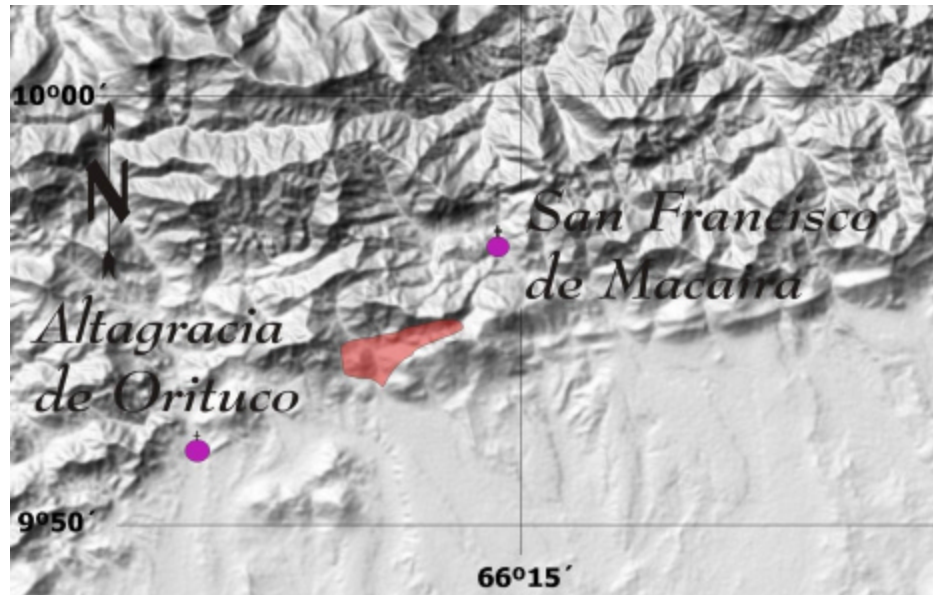 10º00´
N
San Francisco
de Macaira
Altagracia
de Orituco
9º50´
66º15´